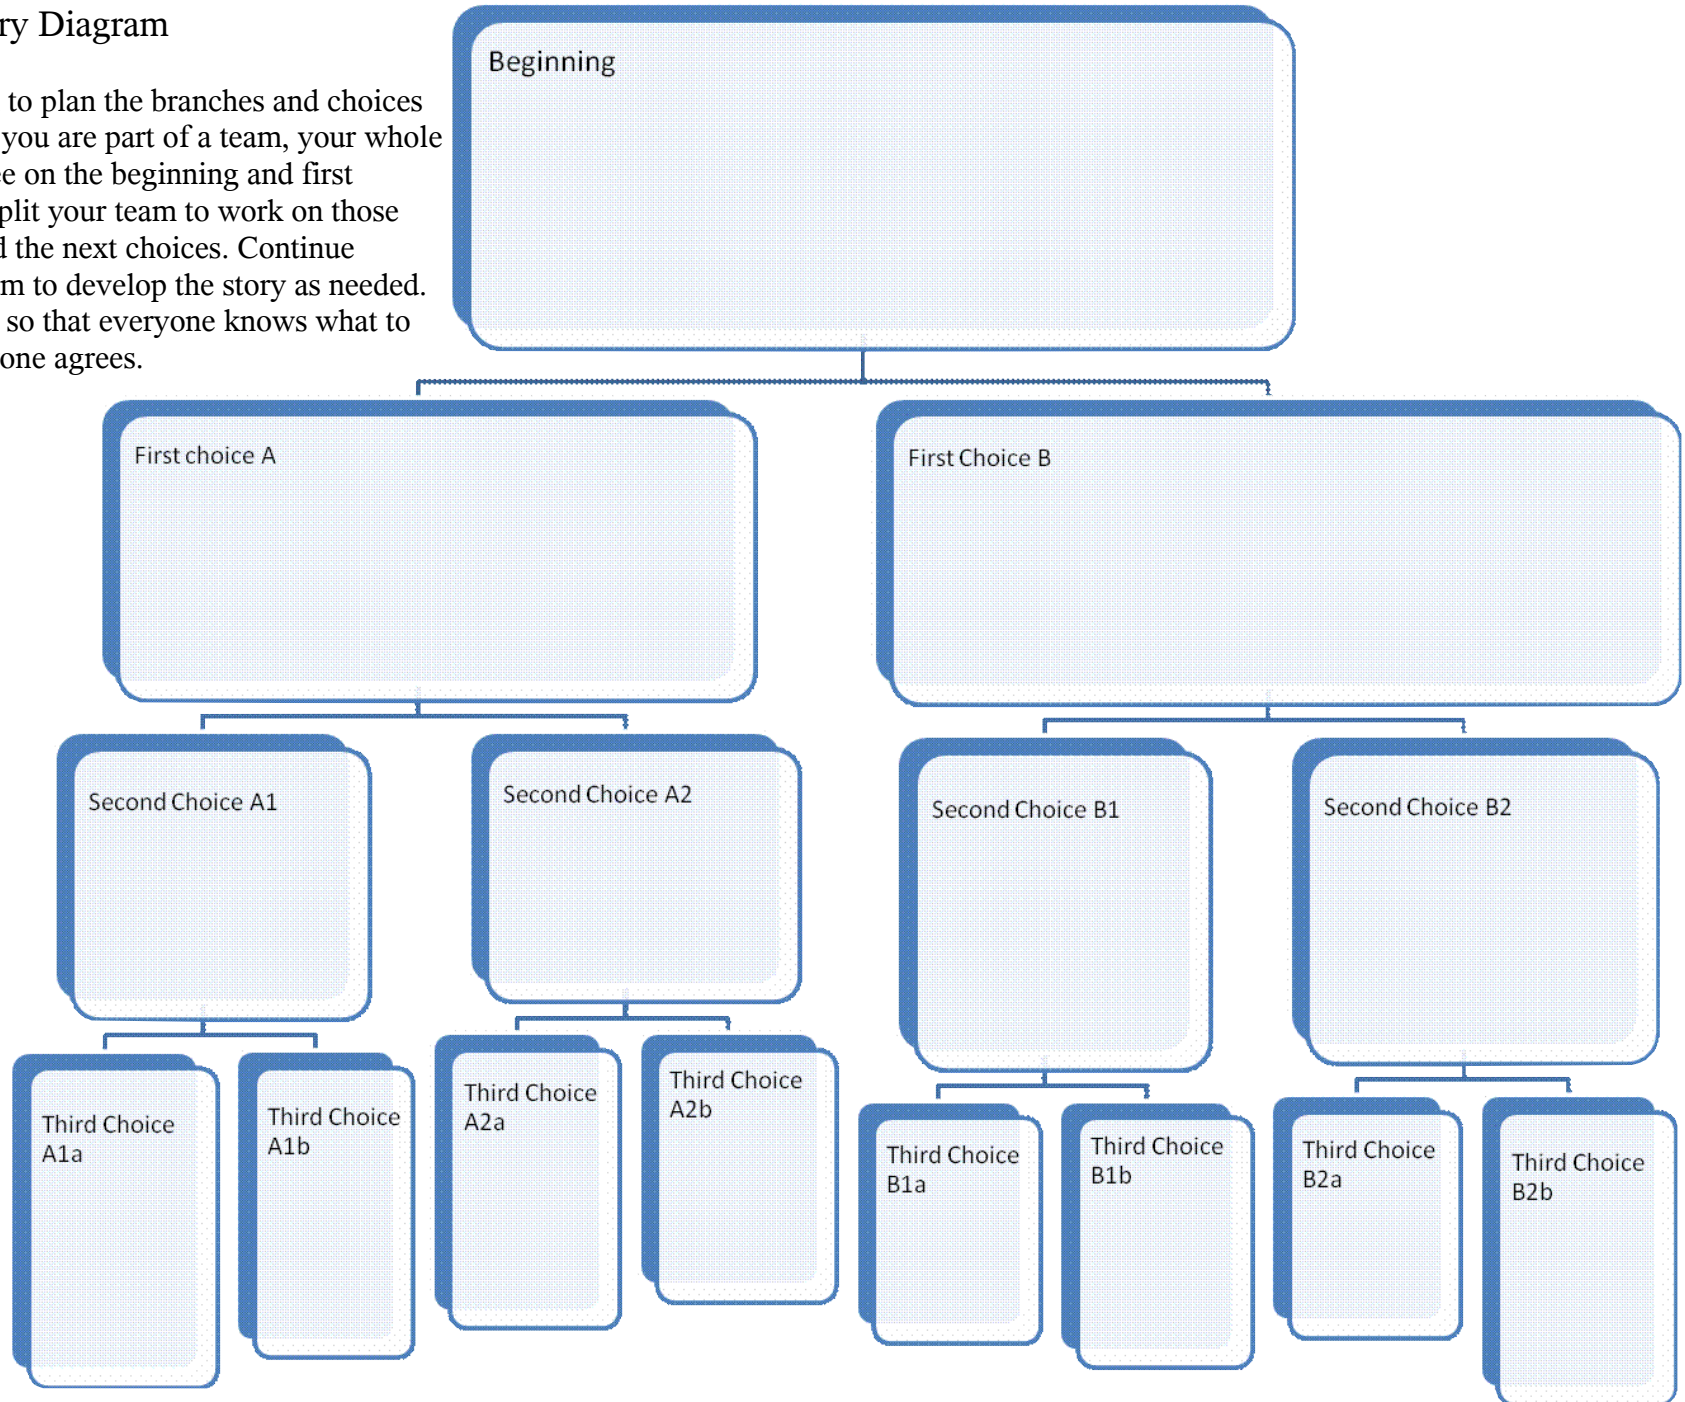 ry Diagram
to plan the branches and choices
you are part of a team, your whole
ee on the beginning and first
plit your team to work on those
d the next choices. Continue
m to develop the story as needed.
so that everyone knows what to
one agrees.
Beginning
First choice A
First Choice B
Second Choice A1
Second Choice A2
Second Choice B1
Second Choice B2
Third Choice
A1a
Third Choice
A1b
Third Choice
A2a
Third Choice
A2b
Third Choice
B1a
Third Choice
B1b
Third Choice
B2a
Third Choice
B2b